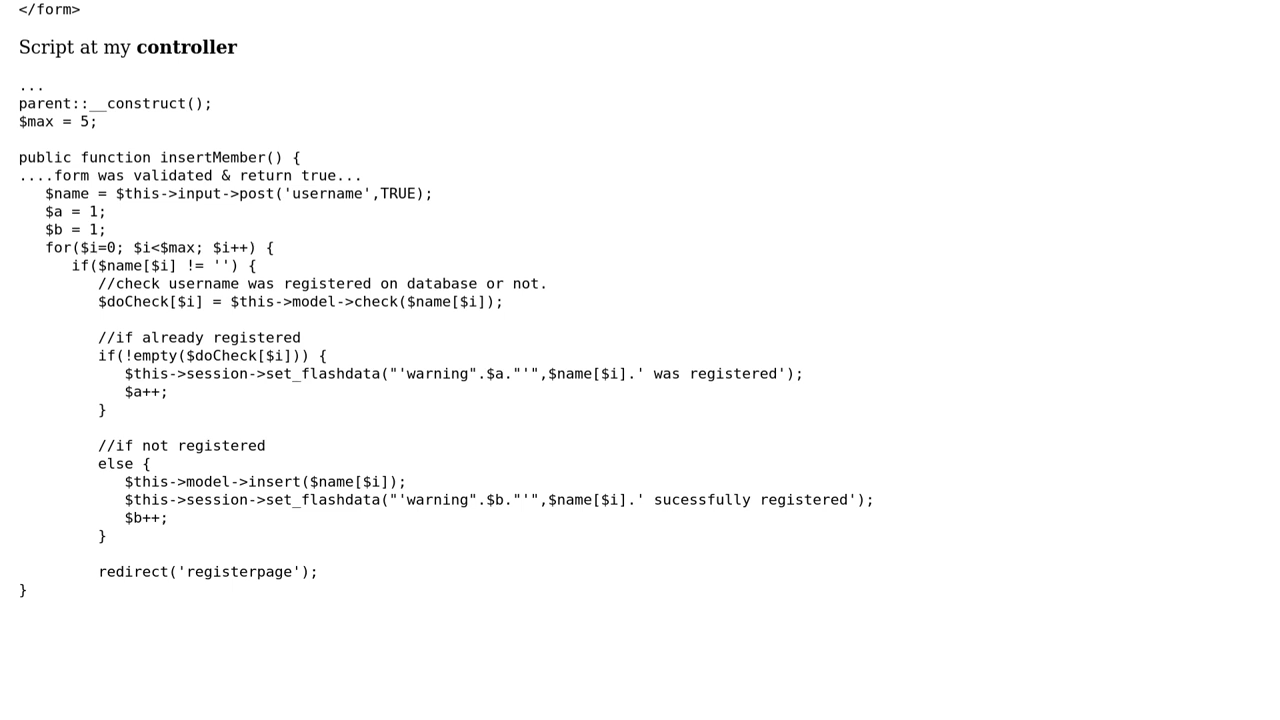 </form>
Script at my controller
...
parent::__construct();
$max = 5;
public function insertMember() {
....form was validated & return true...
$name = $this->input->post('username',TRUE);
$a = 1;
$b = 1;
for($i=0; $i<$max; $i++) {
if($name[$i] != '') {
//check username was registered on database or not.
$doCheck[$i] = $this->model->check($name[$i]);
//if already registered
if(!empty($doCheck[$i])) {
$this->session->set_flashdata("'warning".$a."'",$name[$i].' was registered');
$a++;
}
//if not registered
else {
$this->model->insert($name[$i]);
$this->session->set_flashdata("'warning".$b."'",$name[$i].' sucessfully registered');
$b++;
}
redirect('registerpage');
}